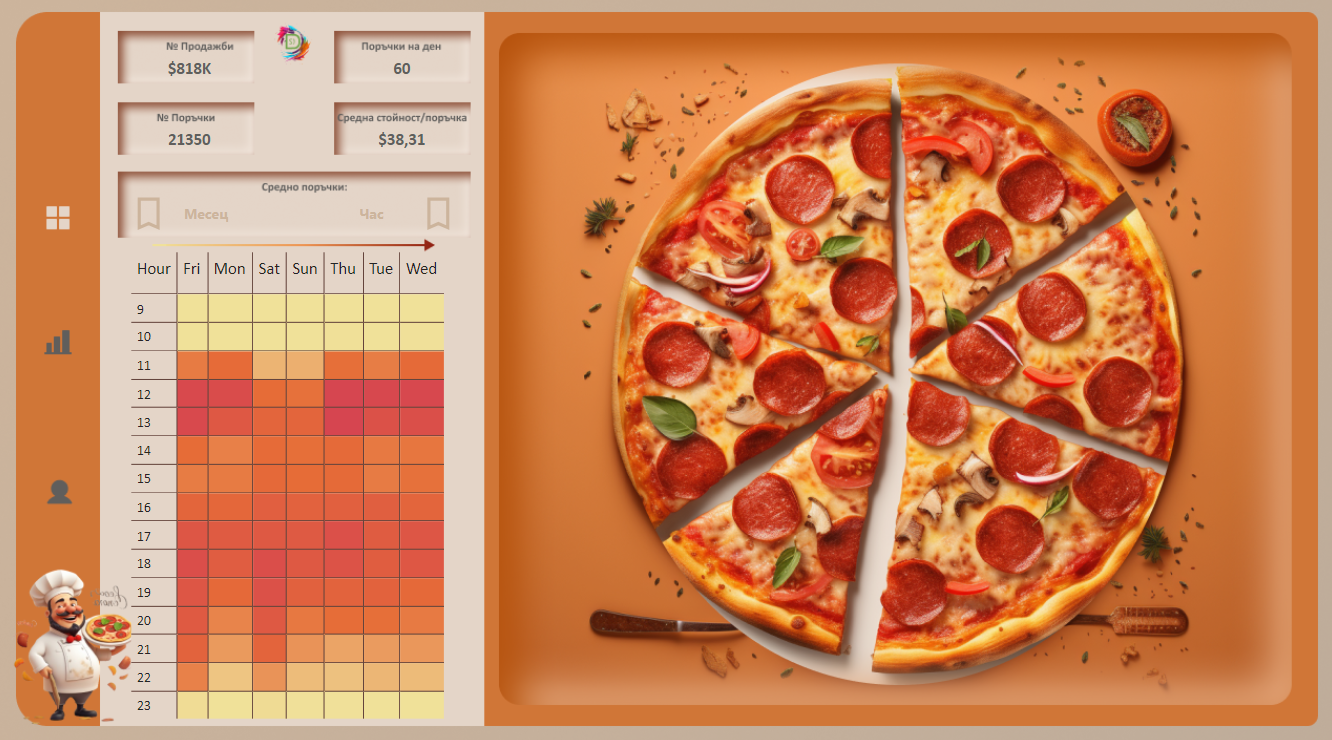 № Продажби
$818K
Поръчки на ден
60
№ Поръчки
21350
Средна стойност/поръчка
$38,31
Средно поръчки:
Месец
Час
Hour Fri Mon Sat Sun Thu Tue Wed
9
10
11
12
13
14
15
16
17
18
19
20
21
22
23